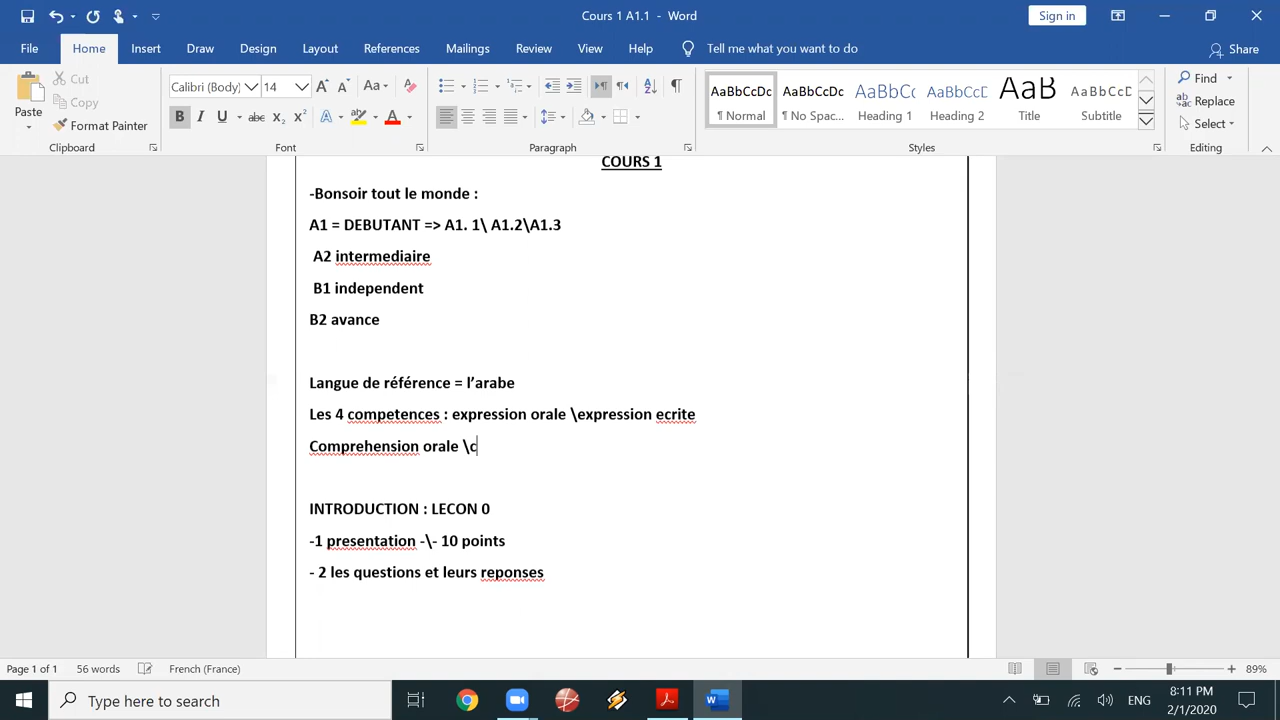 Cours 1 A1.1 - Word
Sign in
File Home Insert Draw Design Layout References Mailings Review View Help Tell me what you want to do Share
Paste
Cut
Copy
Format Painter
Clipboard
Calibri (Body) 14
Font
Paragraph
AaBbCcDc AaBbCcDc AaBbCc AaBbCcD AaB AaBbCcD
¶ Normal ¶ No Spac... Heading 1 Heading 2 Title Subtitle
Styles
Find
Replace
Select
Editing
COURS 1
-Bonsoir tout le monde :
A1 = DEBUTANT => A1. 1\ A1.2\A1.3
A2 intermediaire
B1 independent
B2 avance
Langue de référence = l’arabe
Les 4 competences : expression orale \expression ecrite
Comprehension orale \c
INTRODUCTION : LECON 0
-1 presentation -\- 10 points
- 2 les questions et leurs reponses
Page 1 of 1 56 words French (France) 89%
Type here to search
ENG
8:11 PM
2/1/2020